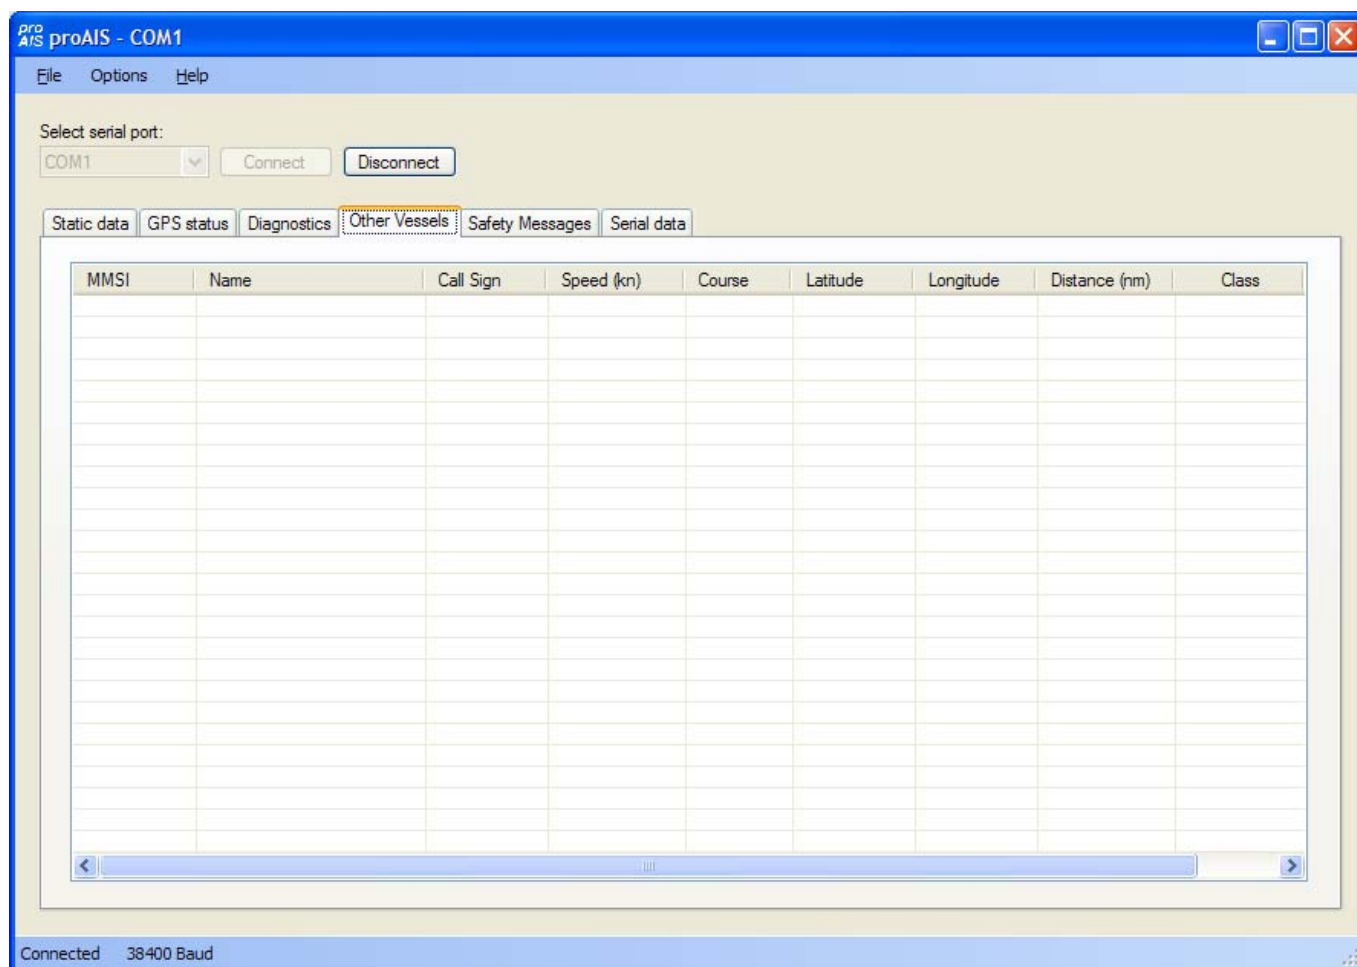 pro AIS proAIS - COM1
File Options Help
Select serial port:
COM1 Connect Disconnect
Static data GPS status Diagnostics Other Vessels Safety Messages Serial data
MMSI Name Call Sign Speed (kn) Course Latitude Longitude Distance (nm) Class
Connected 38400 Baud